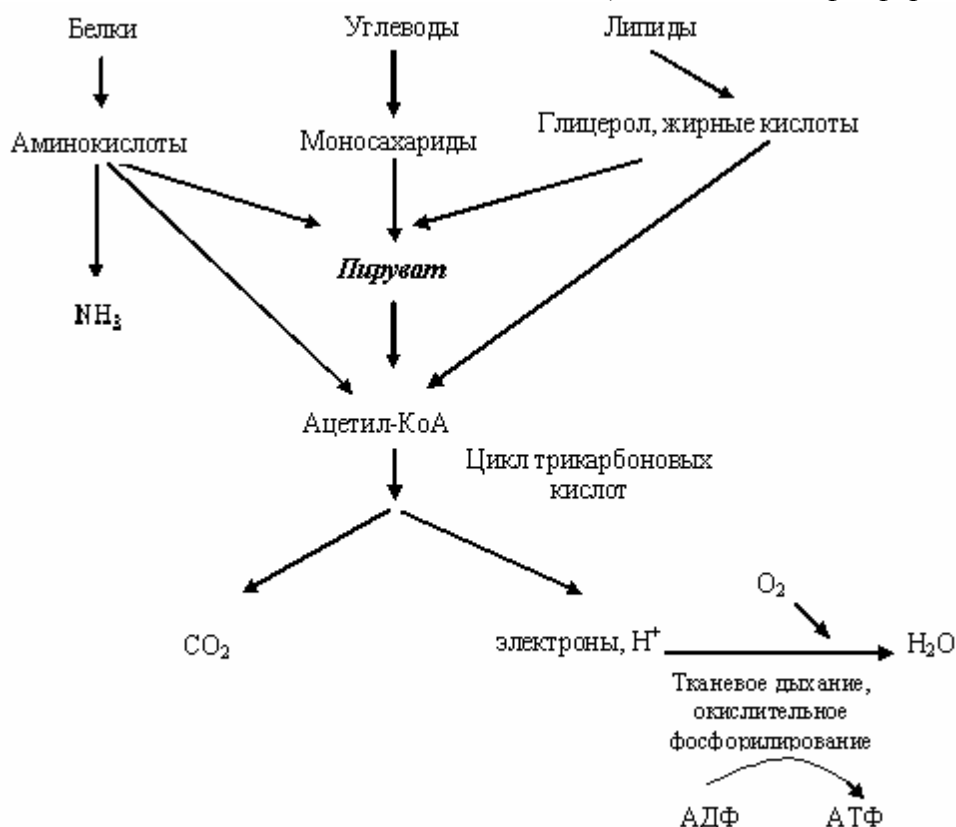 Белки Углеводы Липиды
Аминокислоты Моносахариды Глицерол, жирные кислоты
Пируват
NH₃
Ацетил-КоА
Цикл трикарбоновых
кислот
O₂
CO₂ электроны, H⁺ H₂O
Тканевое дыхание,
окислительное
фосфорилирование
АДФ АТФ